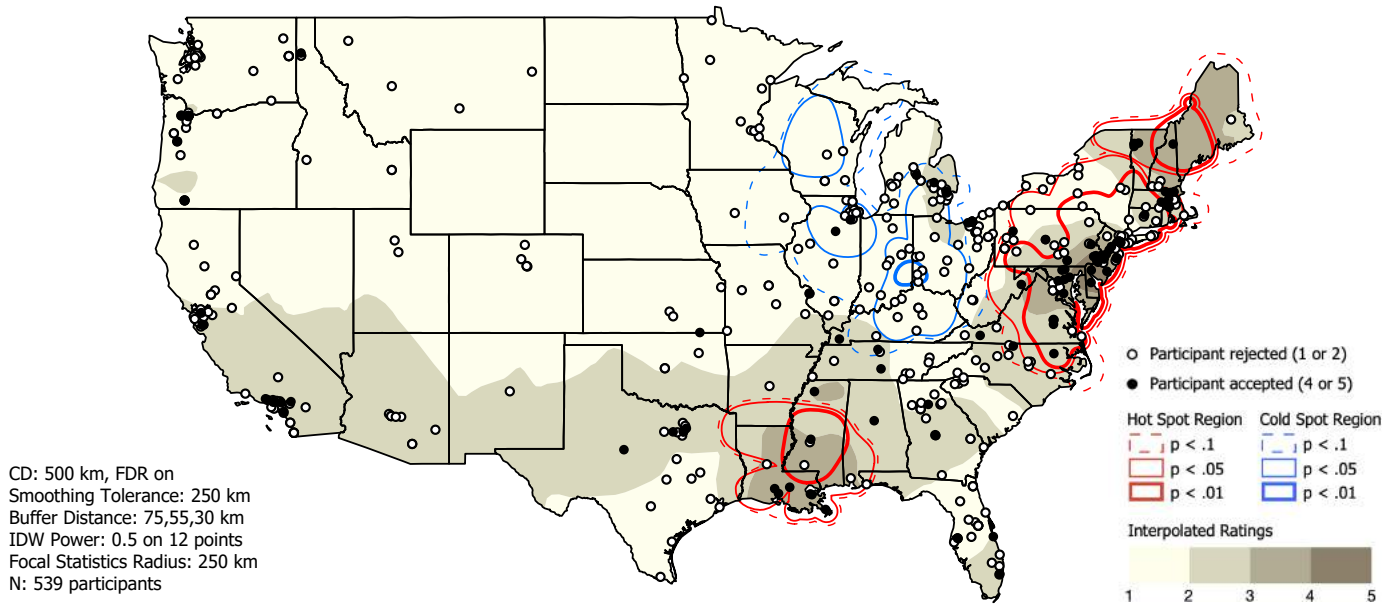 CD: 500 km, FDR on
Smoothing Tolerance: 250 km
Buffer Distance: 75,55,30 km
IDW Power: 0.5 on 12 points
Focal Statistics Radius: 250 km
N: 539 participants
Participant rejected (1 or 2)
Participant accepted (4 or 5)
Hot Spot Region
p < .1
p < .05
p < .01
Cold Spot Region
p < .1
p < .05
p < .01
Interpolated Ratings
1 2 3 4 5